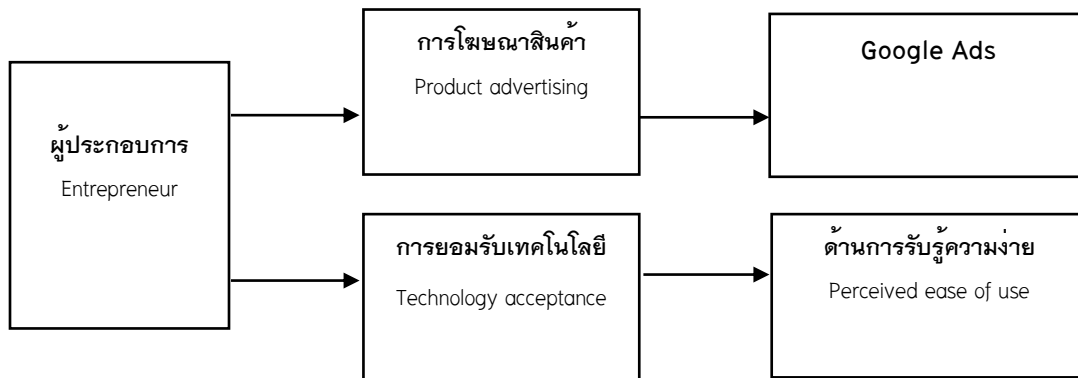 ผู้ประกอบการ
Entrepreneur
การโฆษณาสินค้า
Product advertising
Google Ads
การยอมรับเทคโนโลยี
Technology acceptance
ด้านการรับรู้ความง่าย
Perceived ease of use